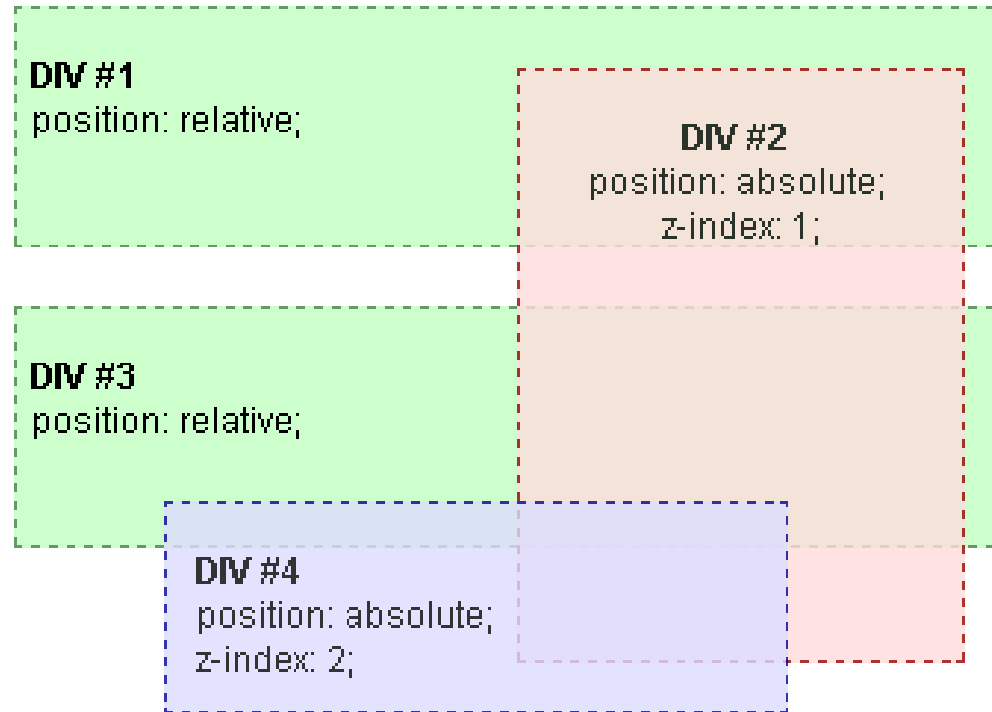 DIV #1
position: relative;
DIV #2
position: absolute;
z-index: 1;
DIV #3
position: relative;
DIV #4
position: absolute;
z-index: 2;